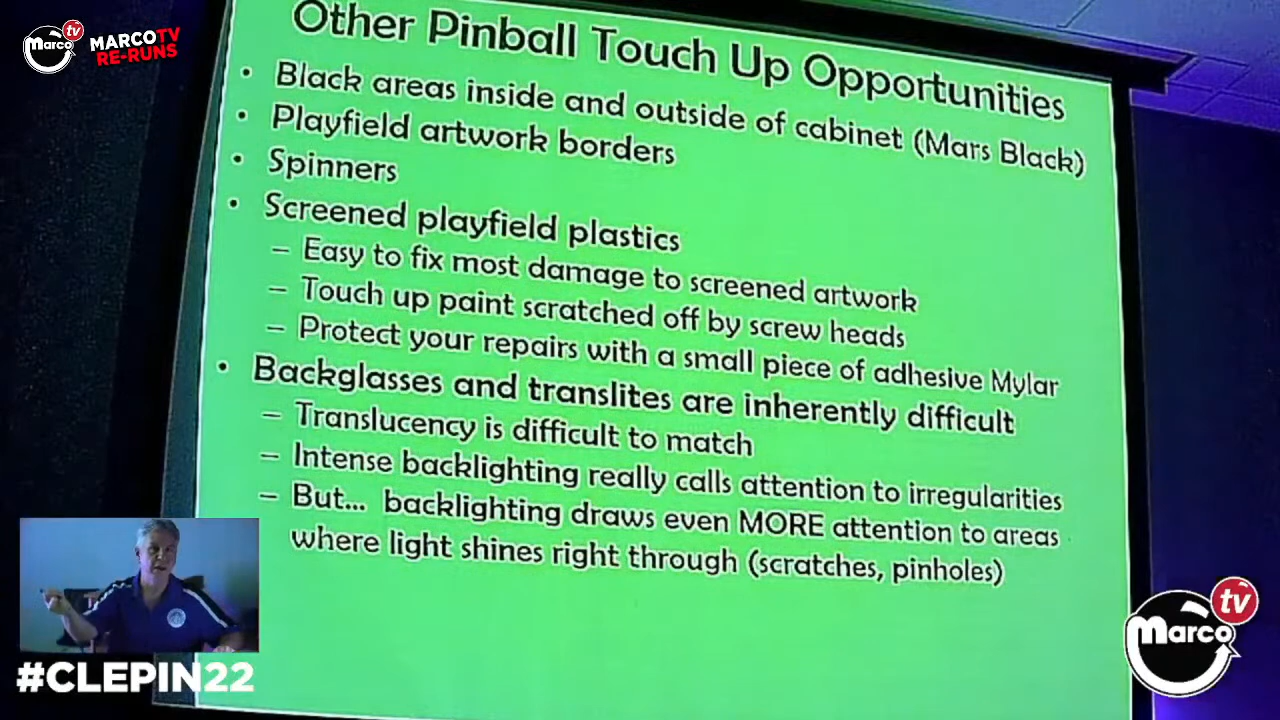 marco tv
MARCOTV
RE-RUNS
Other Pinball Touch Up Opportunities
• Black areas inside and outside of cabinet (Mars Black)
• Playfield artwork borders
• Spinners
• Screened playfield plastics
– Easy to fix most damage to screened artwork
– Touch up paint scratched off by screw heads
– Protect your repairs with a small piece of adhesive Mylar
• Backglasses and translites are inherently difficult
– Translucency is difficult to match
– Intense backlighting really calls attention to irregularities
– But... backlighting draws even MORE attention to areas
where light shines right through (scratches, pinholes)
#CLEPIN22
marco tv